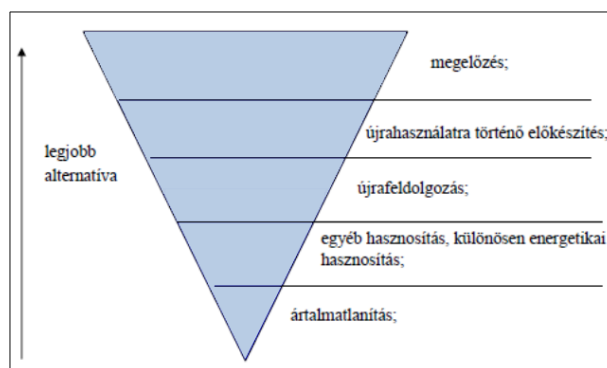 megelőzés;
újrahasználatra történő előkészítés;
legjobb
alternatíva
újrafeldolgozás;
egyéb hasznosítás, különösen energetikai
hasznosítás;
ártalmatlanítás;